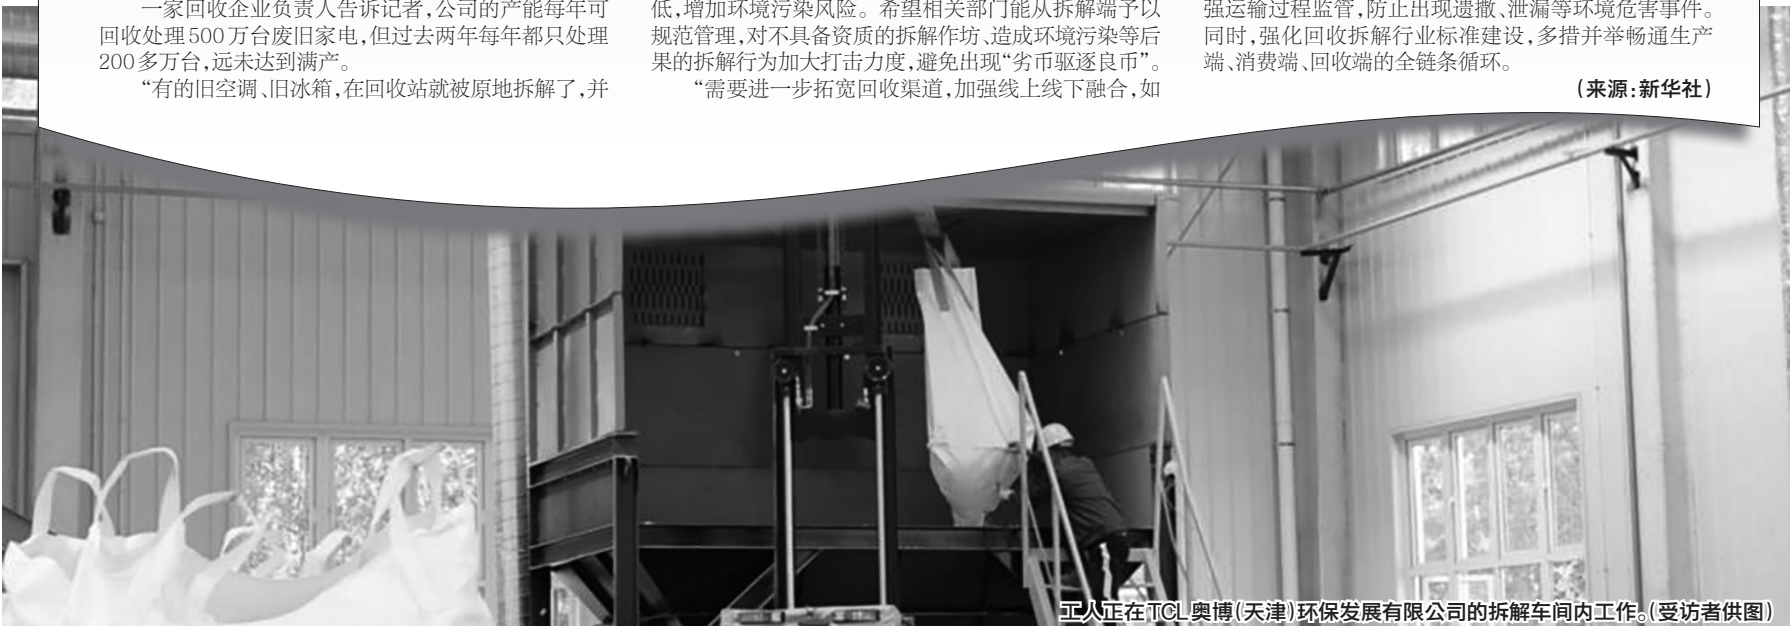 一家回收企业负责人告诉记者，公司的产能每年可
回收处理500万台废旧家电，但过去两年每年都只处理
200多万台，远未达到满产。
“有的旧空调、旧冰箱，在回收站就被原地拆解了，并
低，增加环境污染风险。希望相关部门能从拆解端予以
规范管理，对不具备资质的拆解作坊、造成环境污染等后
果的拆解行为加大打击力度，避免出现“劣币驱逐良币”。
“需要进一步拓宽回收渠道，加强线上线下融合，如
强运输过程监管，防止出现遗撒、泄漏等环境危害事件。
同时，强化回收拆解行业标准建设，多措并举畅通生产
端、消费端、回收端的全链条循环。
（来源：新华社）
工人正在TCL奥博（天津）环保发展有限公司的拆解车间内工作。（受访者供图）